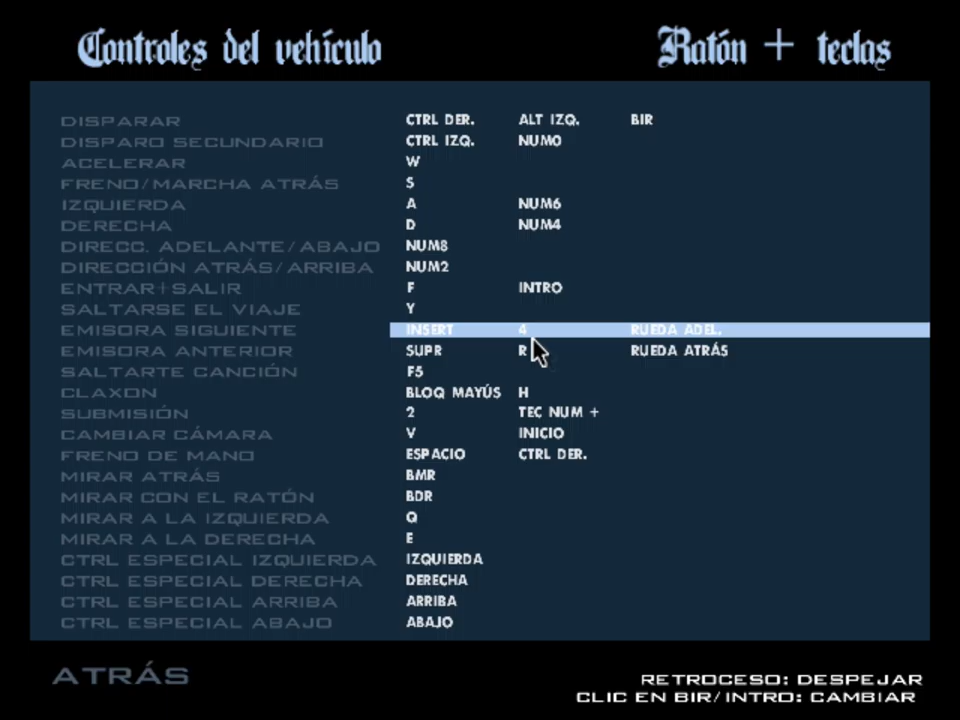 Controles del vehículo Ratón + teclas
DISPARAR CTRL DER. ALT IZQ. BIR
DISPARO SECUNDARIO CTRL IZQ. NUM0
ACELERAR W
FRENO/MARCHA ATRÁS S
IZQUIERDA A NUM6
DERECHA D NUM4
DIRECC. ADELANTE/ABAJO NUM8
DIRECCIÓN ATRÁS/ARRIBA NUM2
ENTRAR+SALIR F INTRO
SALTARSE EL VIAJE Y
EMISORA SIGUIENTE INSERT 4 RUEDA ADEL.
EMISORA ANTERIOR SUPR R RUEDA ATRÁS
SALTARTE CANCIÓN F5
CLAXON BLOQ MAYÚS H
SUBMISIÓN 2 TEC NUM +
CAMBIAR CÁMARA V INICIO
FRENO DE MANO ESPACIO CTRL DER.
MIRAR ATRÁS BMR
MIRAR CON EL RATÓN BDR
MIRAR A LA IZQUIERDA Q
MIRAR A LA DERECHA E
CTRL ESPECIAL IZQUIERDA IZQUIERDA
CTRL ESPECIAL DERECHA DERECHA
CTRL ESPECIAL ARRIBA ARRIBA
CTRL ESPECIAL ABAJO ABAJO
ATRÁS RETROCESO: DESPEJAR
CLIC EN BIR/INTRO: CAMBIAR